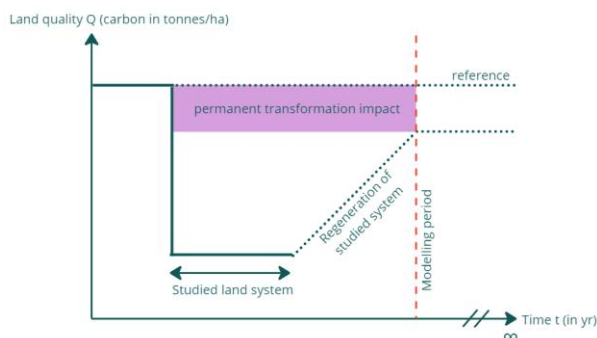 Land quality Q (carbon in tonnes/ha)
reference
permanent transformation impact
Regeneration of
studied system
Modelling period
Studied land system
Time t (in yr)
∞